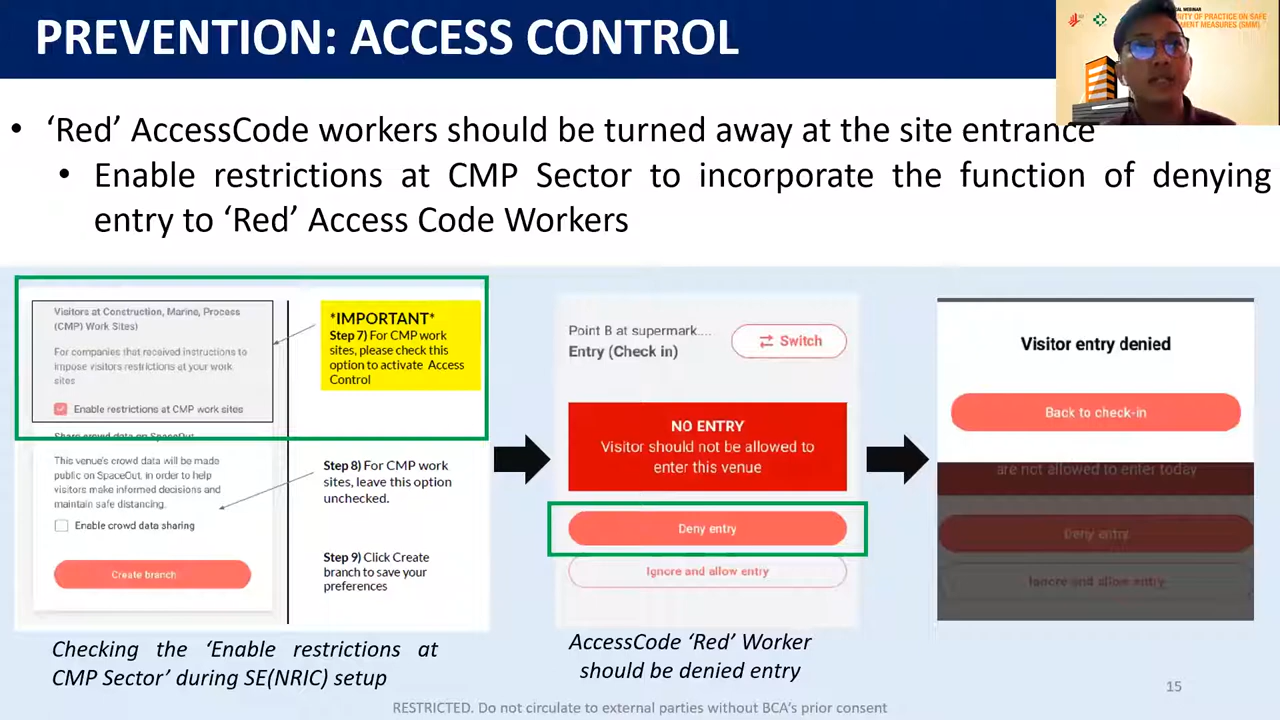 PREVENTION: ACCESS CONTROL
AL WEBINAR
ITY OF PRACTICE ON SAFE
MENT MEASURES (SMM)
• ‘Red’ AccessCode workers should be turned away at the site entrance
• Enable restrictions at CMP Sector to incorporate the function of denying
entry to ‘Red’ Access Code Workers
Visitors at Construction, Marine, Process
(CMP) Work Sites)
For companies that received instructions to
impose visitors restrictions at your work
sites
Enable restrictions at CMP work sites
Share crowd data on SpaceOut
This venue's crowd data will be made
public on SpaceOut, in order to help
visitors make informed decisions and
maintain safe distancing.
Enable crowd data sharing
Create branch
*IMPORTANT*
Step 7) For CMP work
sites, please check this
option to activate Access
Control
Step 8) For CMP work
sites, leave this option
unchecked.
Step 9) Click Create
branch to save your
preferences
Checking the ‘Enable restrictions at
CMP Sector’ during SE(NRIC) setup
Point B at supermark....
Entry (Check in)
Switch
NO ENTRY
Visitor should not be allowed to
enter this venue
Deny entry
Ignore and allow entry
AccessCode ‘Red’ Worker
should be denied entry
Visitor entry denied
Back to check-in
are not allowed to enter today
Deny entry
Ignore and allow entry
15
RESTRICTED. Do not circulate to external parties without BCA’s prior consent